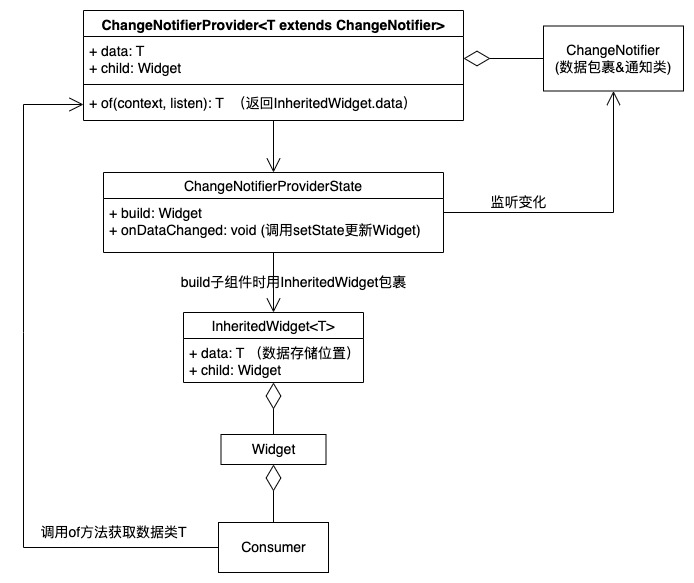 ChangeNotifierProvider<T extends ChangeNotifier>
+ data: T
+ child: Widget
+ of(context, listen): T （返回InheritedWidget.data）
ChangeNotifier
(数据包裹&通知类)
ChangeNotifierProviderState
+ build: Widget
+ onDataChanged: void (调用setState更新Widget)
监听变化
build子组件时用InheritedWidget包裹
InheritedWidget<T>
+ data: T （数据存储位置）
+ child: Widget
Widget
调用of方法获取数据类T
Consumer